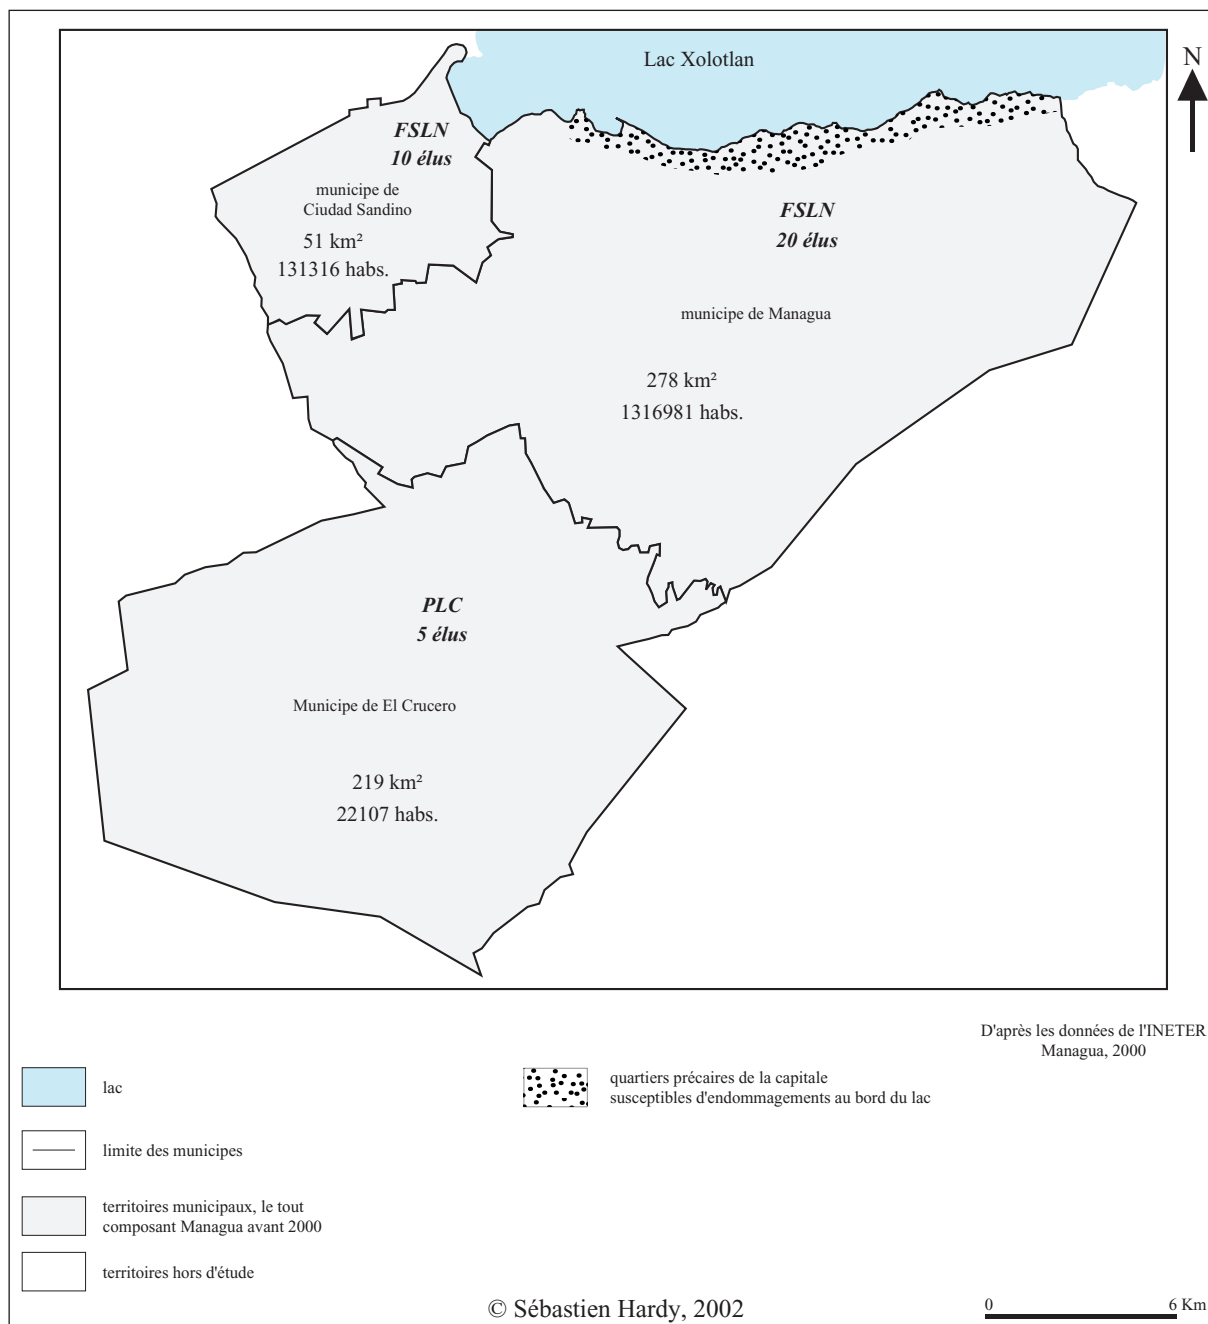 Lac Xolotlan
N
FSLN
10 élus
municipe de
Ciudad Sandino
51 km²
131316 habs.
FSLN
20 élus
municipe de Managua
278 km²
1316981 habs.
PLC
5 élus
Municipe de El Crucero
219 km²
22107 habs.
D'après les données de l'INETER
Managua, 2000
lac
limite des municipes
territoires municipaux, le tout
composant Managua avant 2000
territoires hors d'étude
quartiers précaires de la capitale
susceptibles d'endommagements au bord du lac
© Sébastien Hardy, 2002
0 6 Km